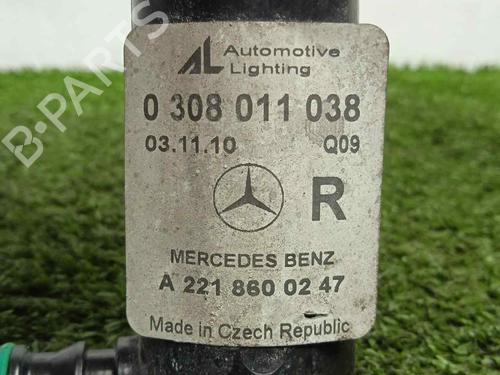 AL Automotive
Lighting
0 308 011 038
03.11.10 Q09
R
MERCEDES BENZ
A 221 860 02 47
Made in Czech Republic
B-PARTS